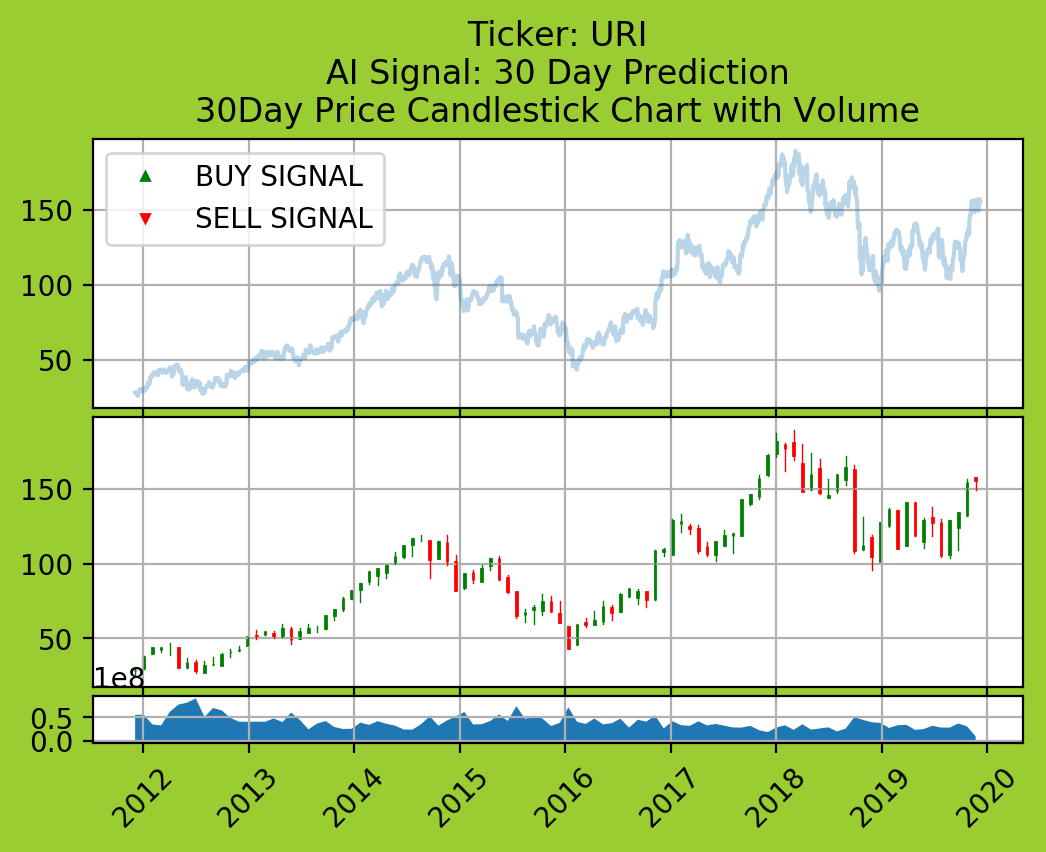 Ticker: URI
AI Signal: 30 Day Prediction
30Day Price Candlestick Chart with Volume
BUY SIGNAL
SELL SIGNAL
150
100
50
150
100
50
1e8
0.5
0.0
2012 2013 2014 2015 2016 2017 2018 2019 2020